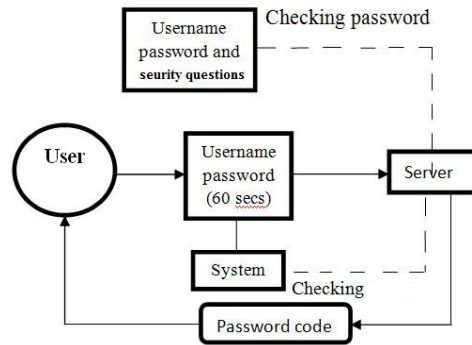 Username
password and
seurity questions
Checking password
User
Username
password
(60 secs)
Server
System
Checking
Password code